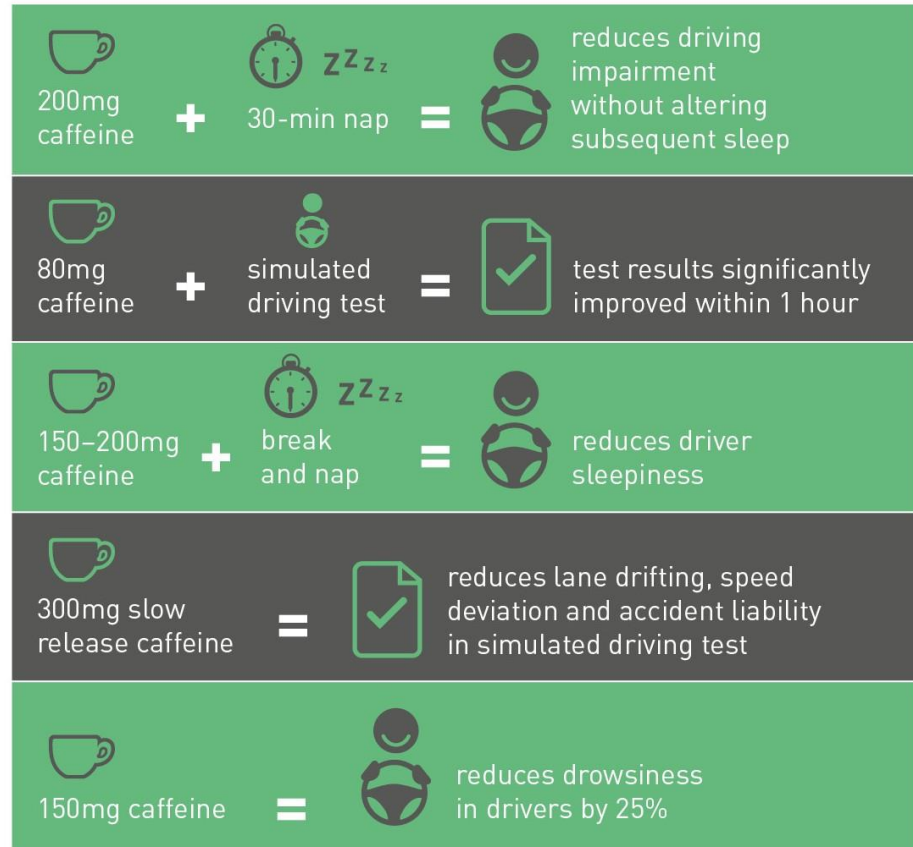 200mg
caffeine
+
zzzz
30-min nap
=
reduces driving
impairment
without altering
subsequent sleep
80mg
caffeine
+
simulated
driving test
=
test results significantly
improved within 1 hour
150–200mg
caffeine
+
zzzz
break
and nap
=
reduces driver
sleepiness
300mg slow
release caffeine
=
reduces lane drifting, speed
deviation and accident liability
in simulated driving test
150mg caffeine
=
reduces drowsiness
in drivers by 25%